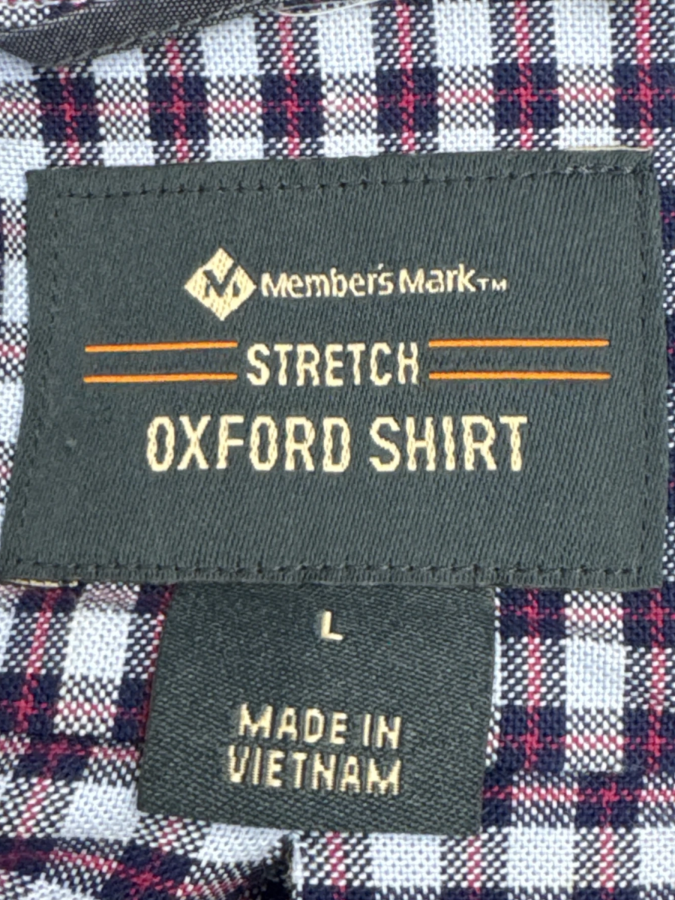 Member's Mark™
STRETCH
OXFORD SHIRT
L
MADE IN
VIETNAM